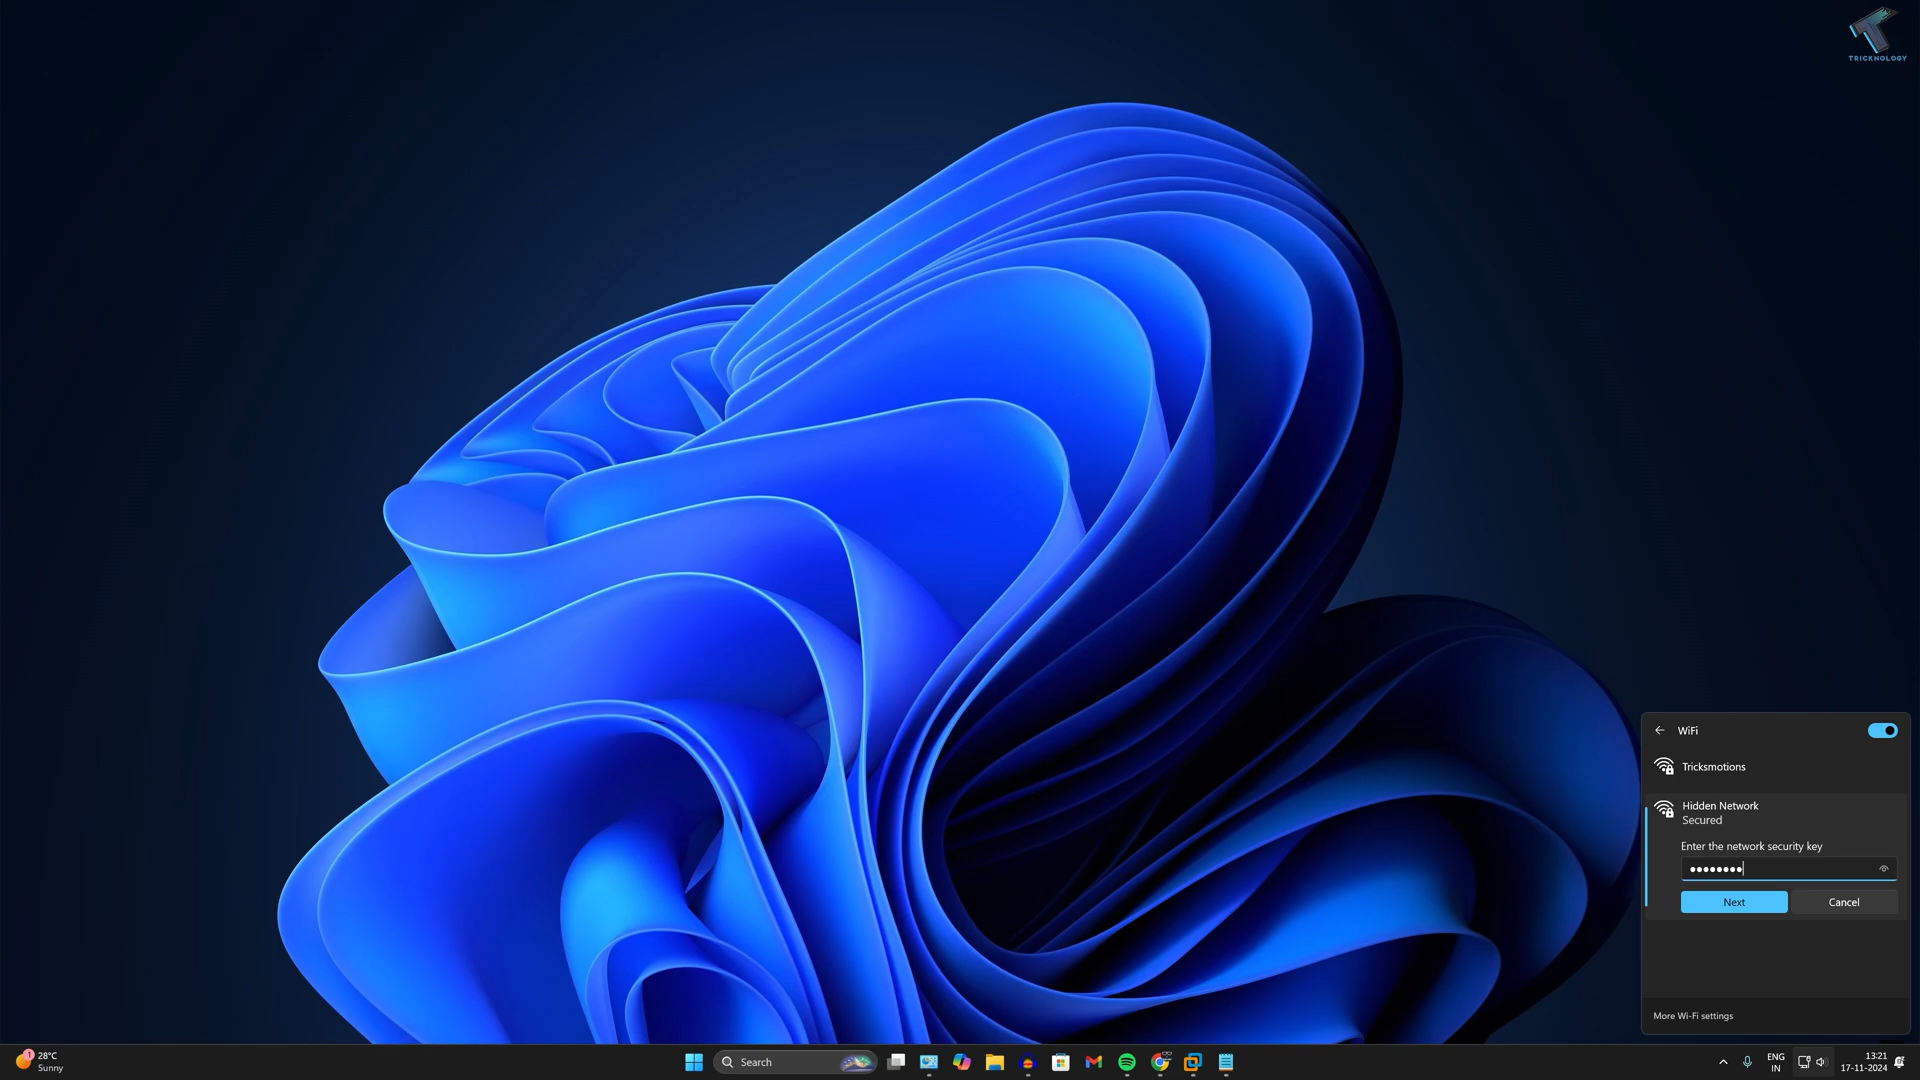 TRICKNOLOGY
WiFi
Tricksmotions
Hidden Network
Secured
Enter the network security key
●●●●●●●●
Next
Cancel
More Wi-Fi settings
1
28°C
Sunny
Search
ENG
IN
13:21
17-11-2024